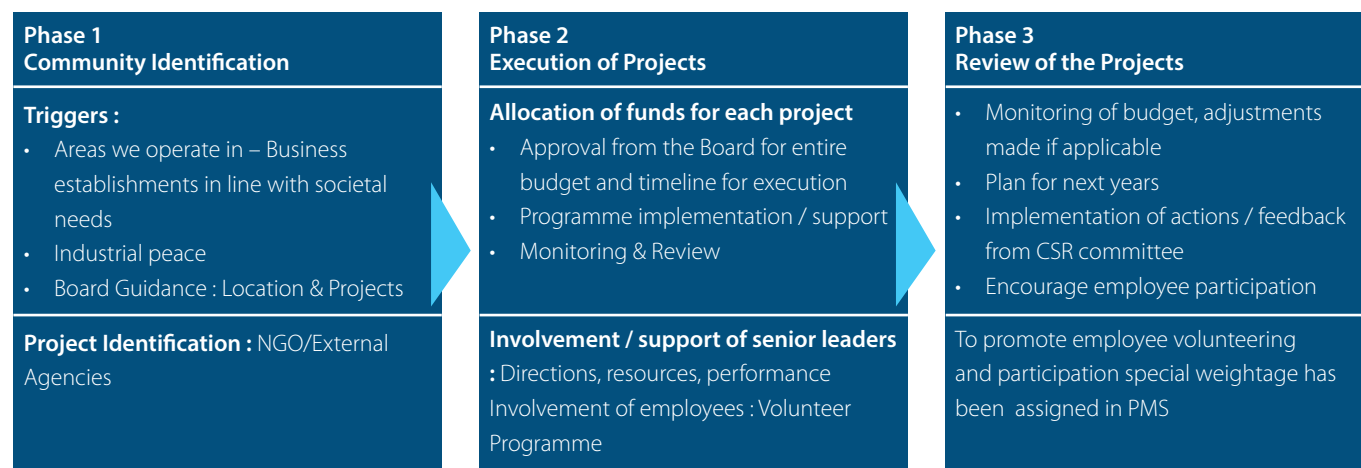 Phase 1
Community Identification
Triggers :
• Areas we operate in – Business
establishments in line with societal
needs
• Industrial peace
• Board Guidance : Location & Projects
Project Identification : NGO/External
Agencies
Phase 2
Execution of Projects
Allocation of funds for each project
• Approval from the Board for entire
budget and timeline for execution
• Programme implementation / support
• Monitoring & Review
Involvement / support of senior leaders
: Directions, resources, performance
Involvement of employees : Volunteer
Programme
Phase 3
Review of the Projects
• Monitoring of budget, adjustments
made if applicable
• Plan for next years
• Implementation of actions / feedback
from CSR committee
• Encourage employee participation
To promote employee volunteering
and participation special weightage has
been assigned in PMS